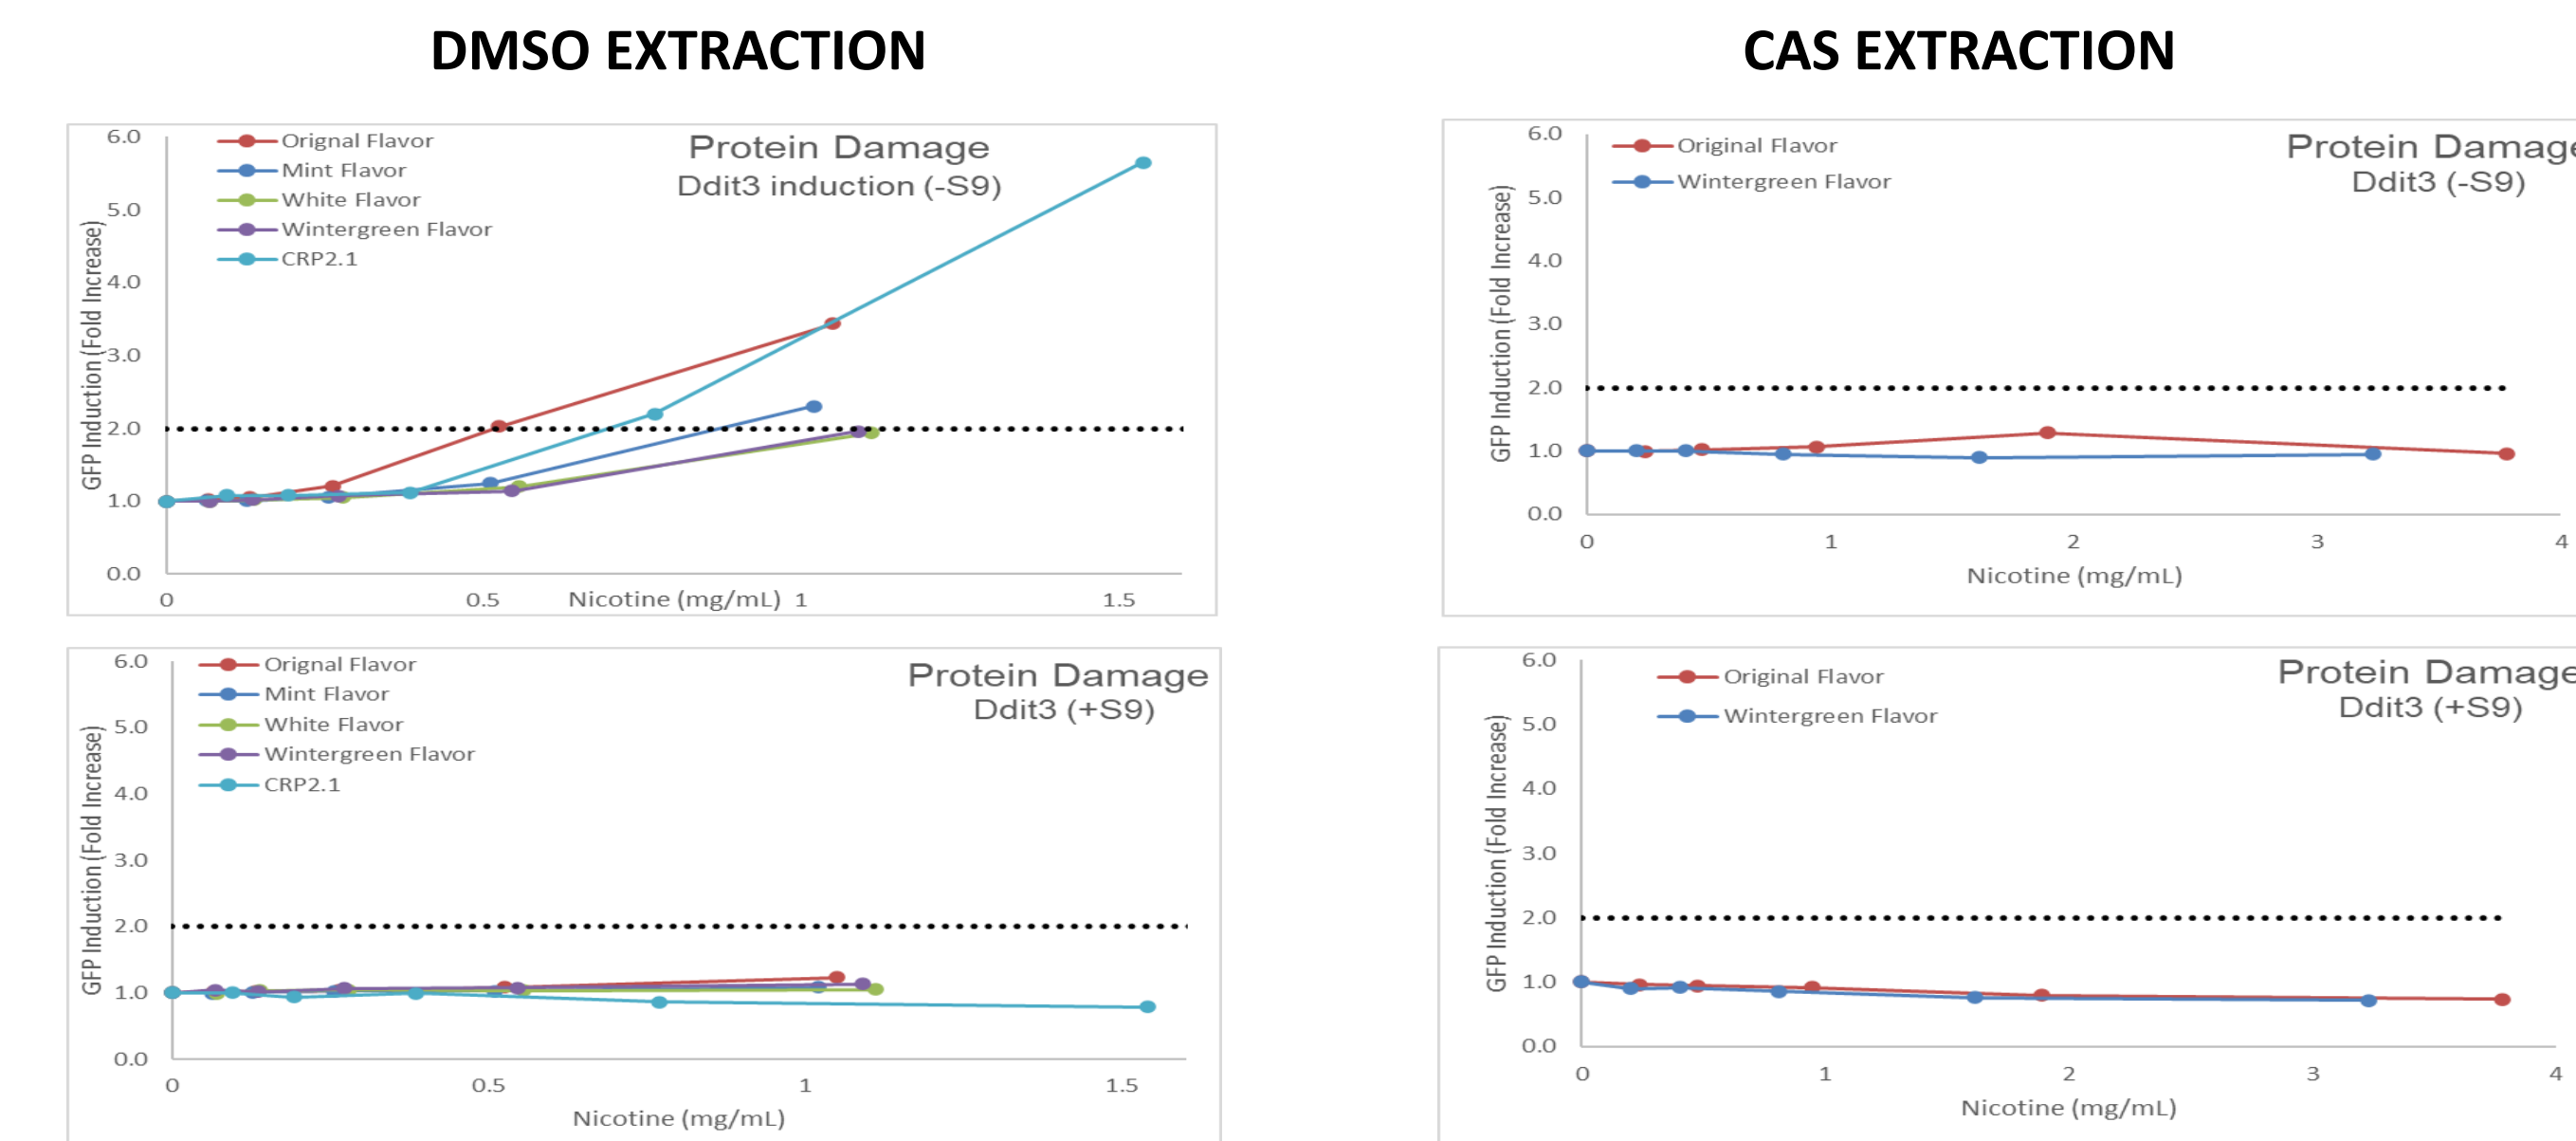 DMSO EXTRACTION
CAS EXTRACTION
Protein Damage
Ddit3 induction (-S9)
Orignal Flavor
Mint Flavor
White Flavor
Wintergreen Flavor
CRP2.1
GFP Induction (Fold Increase)
6.0
5.0
4.0
3.0
2.0
1.0
0.0
0 0.5 1 1.5
Nicotine (mg/mL)
Protein Damage
Ddit3 (-S9)
Original Flavor
Wintergreen Flavor
GFP Induction (Fold Increase)
6.0
5.0
4.0
3.0
2.0
1.0
0.0
0 1 2 3 4
Nicotine (mg/mL)
Protein Damage
Ddit3 (+S9)
Orignal Flavor
Mint Flavor
White Flavor
Wintergreen Flavor
CRP2.1
GFP Induction (Fold Increase)
6.0
5.0
4.0
3.0
2.0
1.0
0.0
0 0.5 1 1.5
Nicotine (mg/mL)
Protein Damage
Ddit3 (+S9)
Original Flavor
Wintergreen Flavor
GFP Induction (Fold Increase)
6.0
5.0
4.0
3.0
2.0
1.0
0.0
0 1 2 3 4
Nicotine (mg/mL)